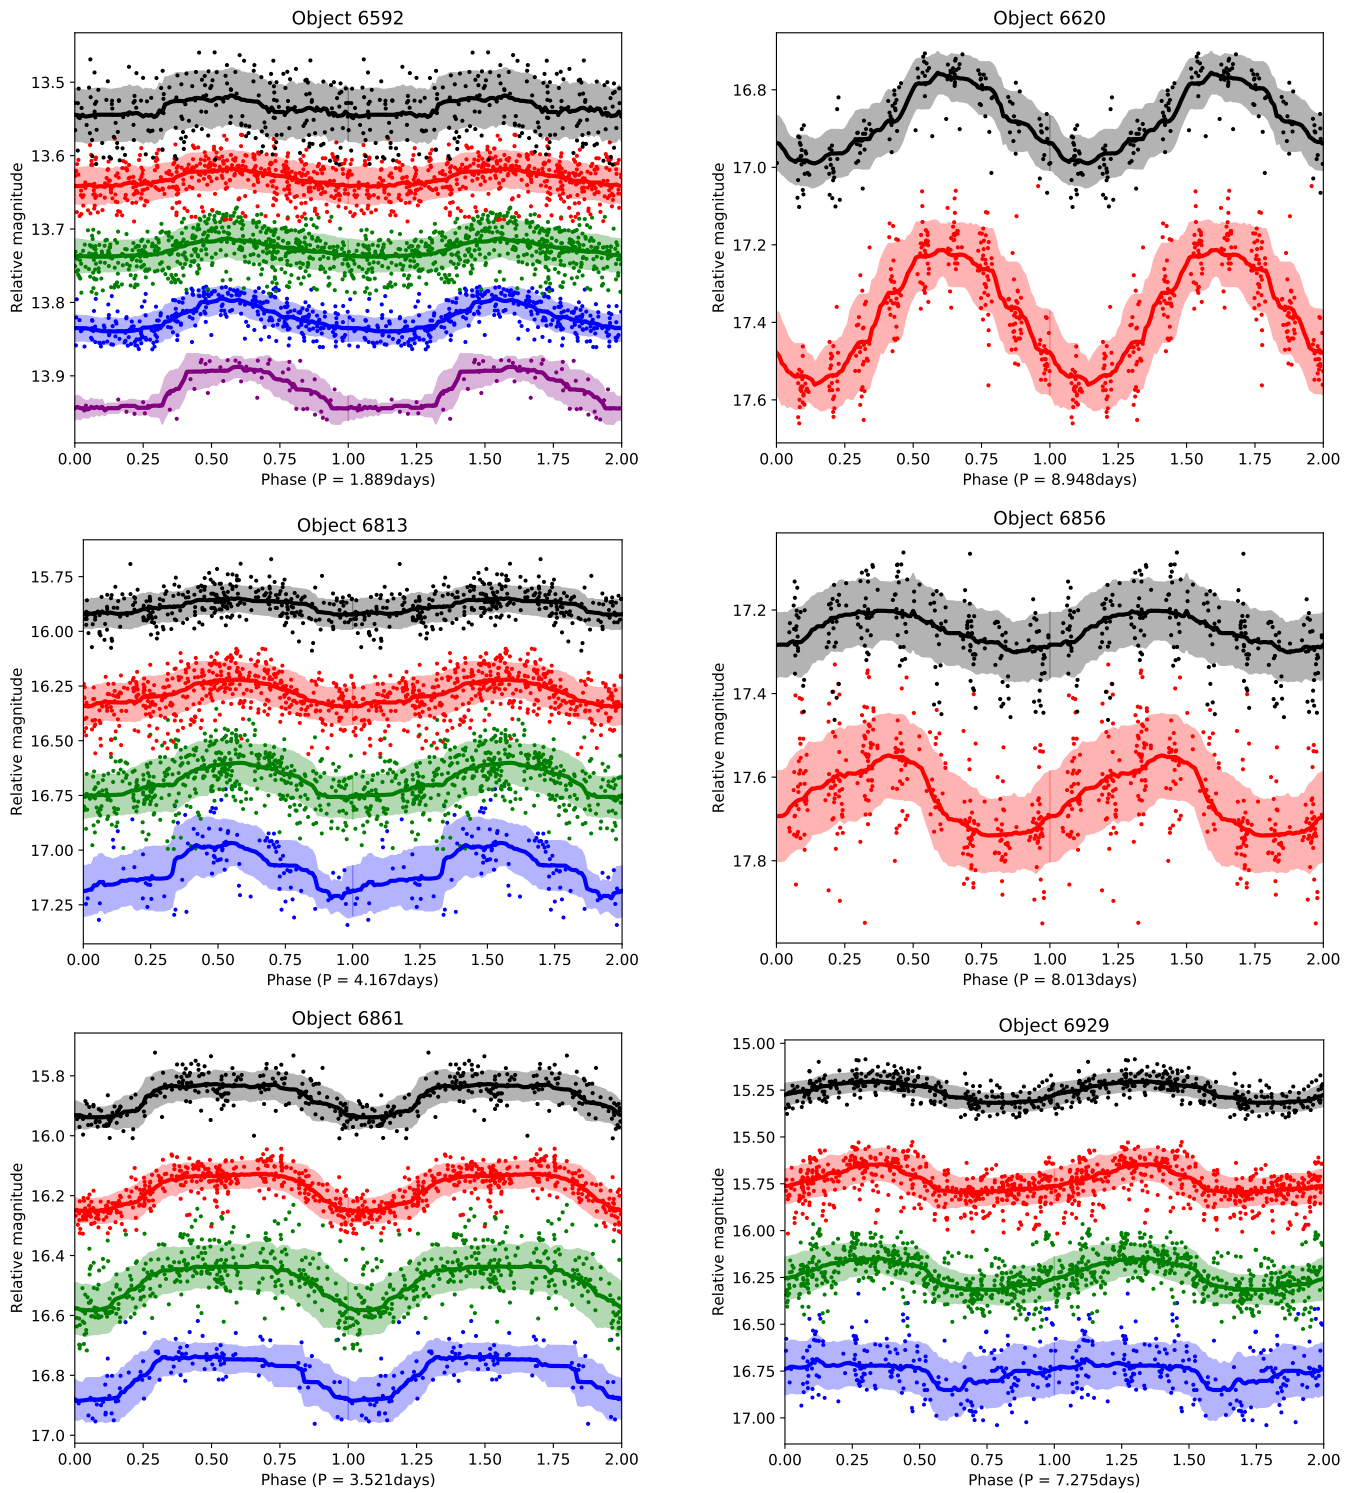 Object 6592
Relative magnitude
13.5
13.6
13.7
13.8
13.9
0.00 0.25 0.50 0.75 1.00 1.25 1.50 1.75 2.00
Phase (P = 1.889days)
Object 6620
Relative magnitude
16.8
17.0
17.2
17.4
17.6
0.00 0.25 0.50 0.75 1.00 1.25 1.50 1.75 2.00
Phase (P = 8.948days)
Object 6813
Relative magnitude
15.75
16.00
16.25
16.50
16.75
17.00
17.25
0.00 0.25 0.50 0.75 1.00 1.25 1.50 1.75 2.00
Phase (P = 4.167days)
Object 6856
Relative magnitude
17.2
17.4
17.6
17.8
0.00 0.25 0.50 0.75 1.00 1.25 1.50 1.75 2.00
Phase (P = 8.013days)
Object 6861
Relative magnitude
15.8
16.0
16.2
16.4
16.6
16.8
17.0
0.00 0.25 0.50 0.75 1.00 1.25 1.50 1.75 2.00
Phase (P = 3.521days)
Object 6929
Relative magnitude
15.00
15.25
15.50
15.75
16.00
16.25
16.50
16.75
17.00
0.00 0.25 0.50 0.75 1.00 1.25 1.50 1.75 2.00
Phase (P = 7.275days)